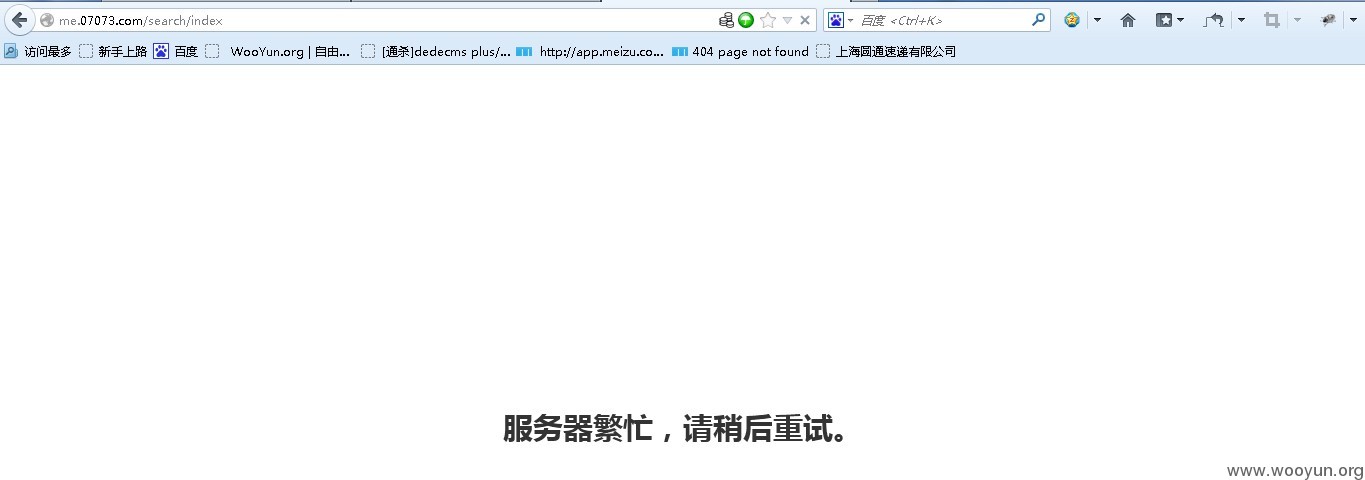 me.07073.com/search/index 百度 <Ctrl+K>
访问最多 新手上路 百度 WooYun.org | 自由... [通杀]dedecms plus/... http://app.meizu.co... 404 page not found 上海圆通速递有限公司
服务器繁忙，请稍后重试。
www.wooyun.org